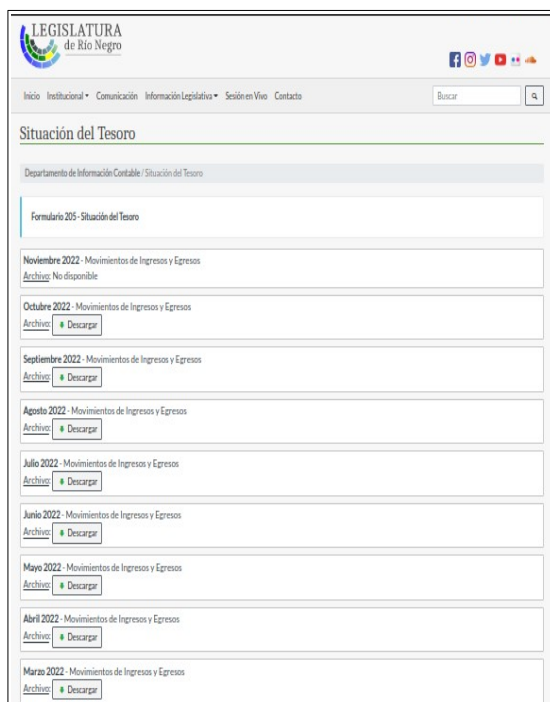 LEGISLATURA
de Río Negro
Inicio Institucional Comunicación Información Legislativa Sesión en Vivo Contacto
Buscar
Situación del Tesoro
Departamento de Información Contable / Situación del Tesoro
Formulario 205 - Situación del Tesoro
Noviembre 2022 - Movimientos de Ingresos y Egresos
Archivo: No disponible
Octubre 2022 - Movimientos de Ingresos y Egresos
Archivo: Descargar
Septiembre 2022 - Movimientos de Ingresos y Egresos
Archivo: Descargar
Agosto 2022 - Movimientos de Ingresos y Egresos
Archivo: Descargar
Julio 2022 - Movimientos de Ingresos y Egresos
Archivo: Descargar
Junio 2022 - Movimientos de Ingresos y Egresos
Archivo: Descargar
Mayo 2022 - Movimientos de Ingresos y Egresos
Archivo: Descargar
Abril 2022 - Movimientos de Ingresos y Egresos
Archivo: Descargar
Marzo 2022 - Movimientos de Ingresos y Egresos
Archivo: Descargar